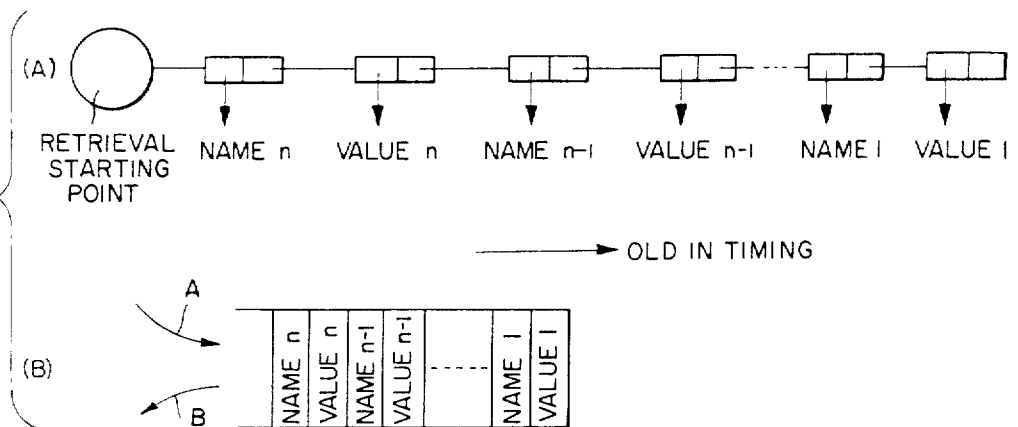 (A)
RETRIEVAL
STARTING
POINT
NAME n
VALUE n
NAME n-1
VALUE n-1
NAME 1
VALUE 1
OLD IN TIMING
A
(B)
B
NAME n
VALUE n
NAME n-1
VALUE n-1
NAME 1
VALUE 1